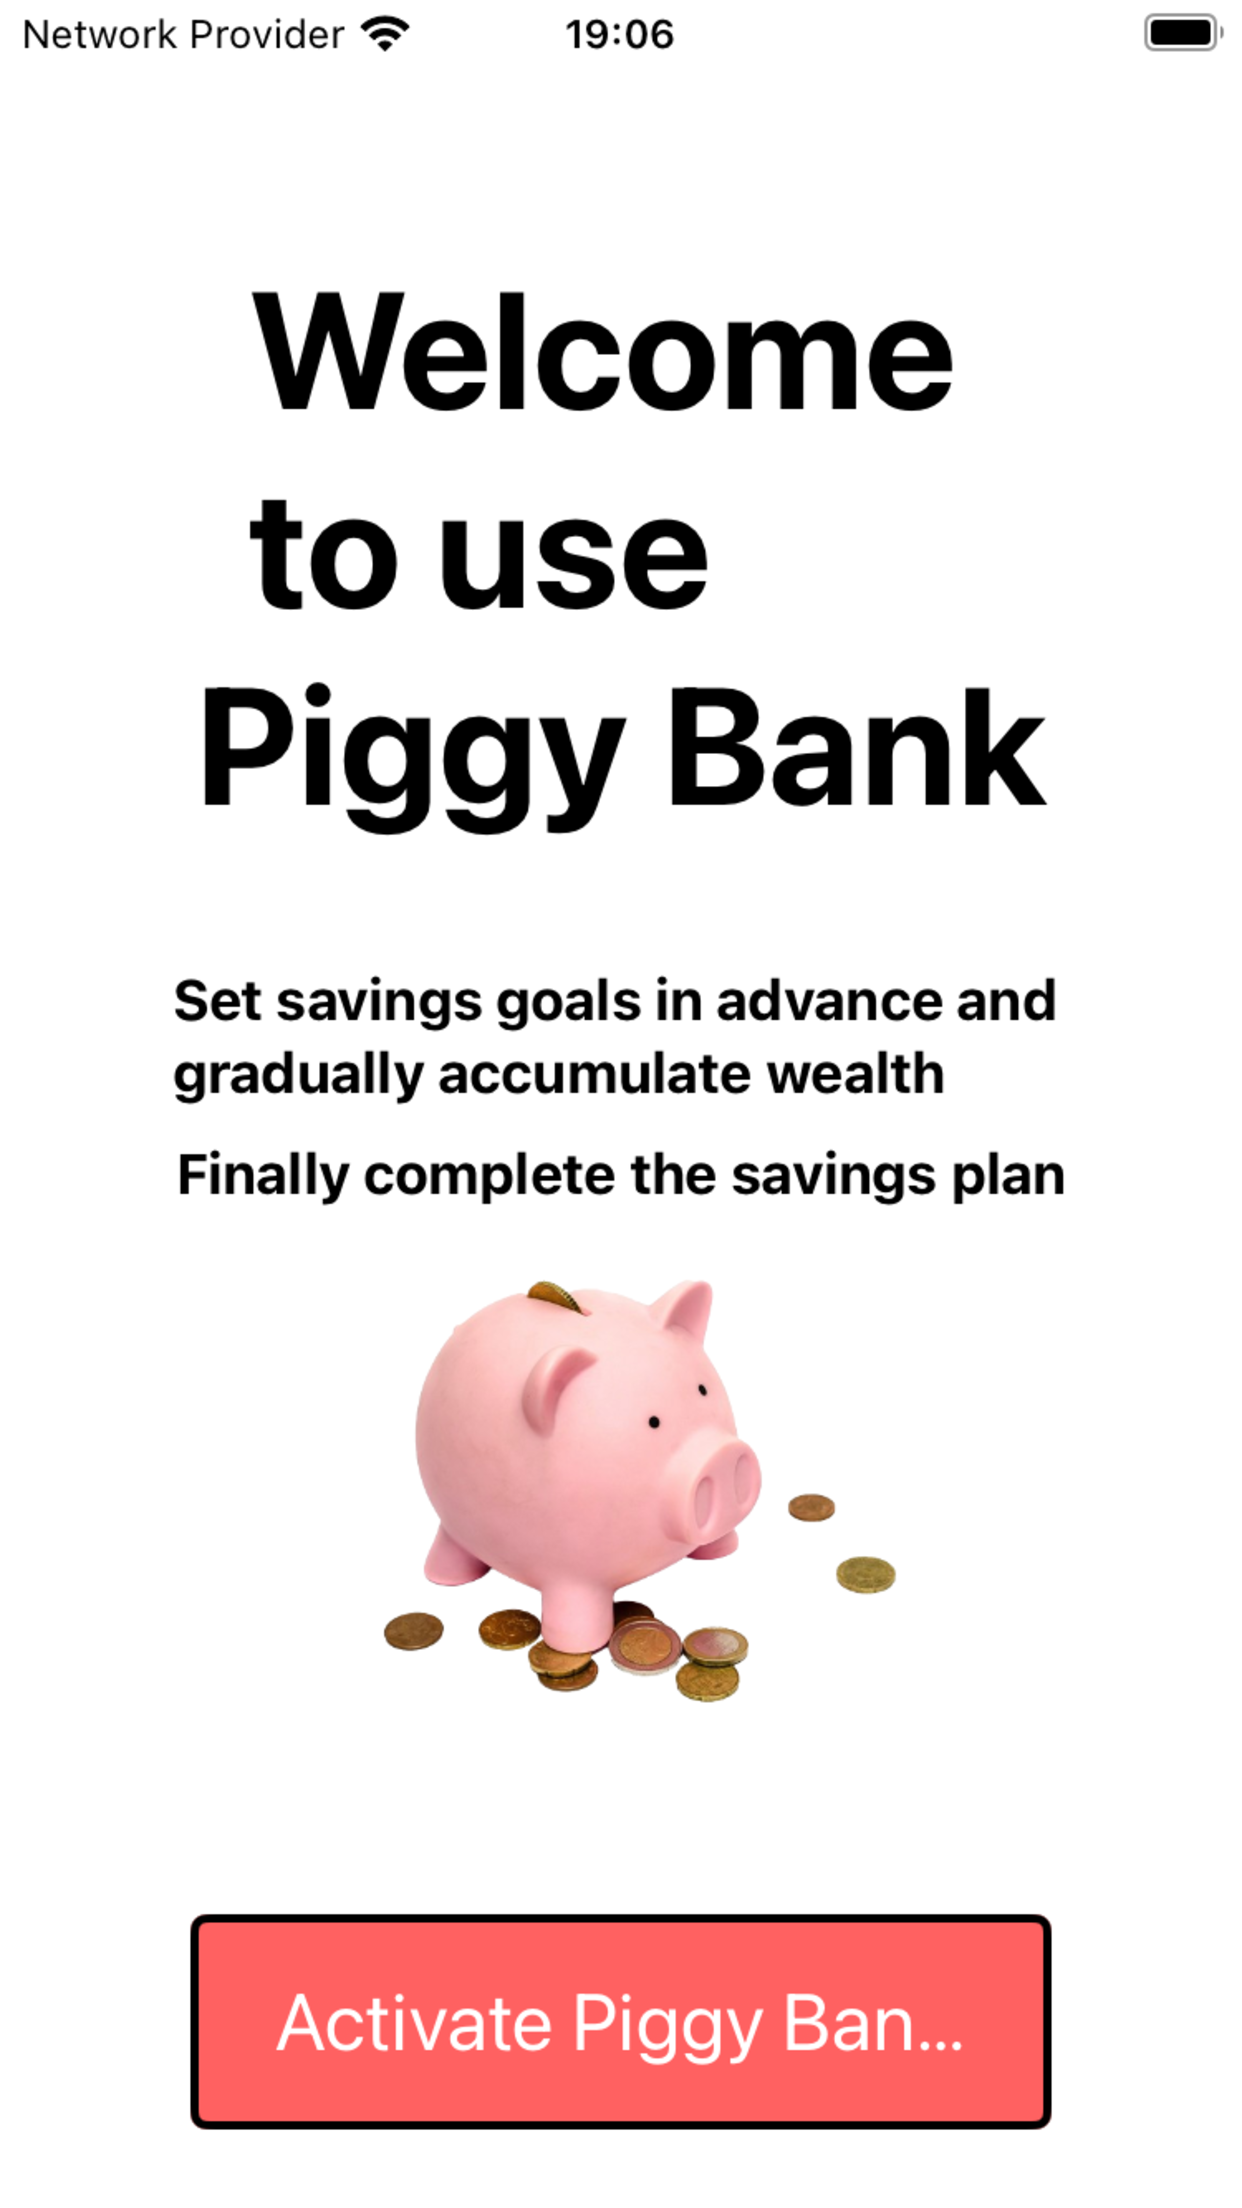 Network Provider 19:06
Welcome
to use
Piggy Bank
Set savings goals in advance and
gradually accumulate wealth
Finally complete the savings plan
Activate Piggy Ban...